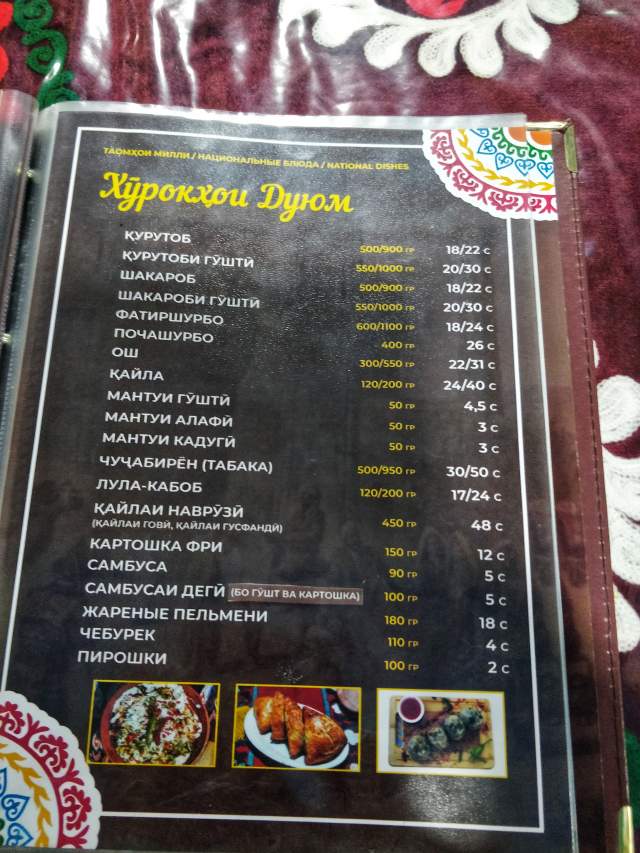 ТАОМҲОИ МИЛЛИ / НАЦИОНАЛЬНЫЕ БЛЮДА / NATIONAL DISHES
Хӯрокҳои Дуюм
ҚУРУТОБ 500/900 ГР 18/22 С
ҚУРУТОБИ ГӮШТӢ 550/1000 ГР 20/30 С
ШАКАРОБ 500/900 ГР 18/22 С
ШАКАРОБИ ГӮШТӢ 550/1000 ГР 20/30 С
ФАТИРШУРБО 600/1100 ГР 18/24 С
ПОЧАШУРБО 400 ГР 26 С
ОШ 300/550 ГР 22/31 С
ҚАЙЛА 120/200 ГР 24/40 С
МАНТУИ ГӮШТӢ 50 ГР 4,5 С
МАНТУИ АЛАФӢ 50 ГР 3 С
МАНТУИ КАДУГӢ 50 ГР 3 С
ЧУҶАБИРЁН (ТАБАКА) 500/950 ГР 30/50 С
ЛУЛА-КАБОБ 120/200 ГР 17/24 С
ҚАЙЛАИ НАВРӮЗӢ 450 ГР 48 С
(ҚАЙЛАИ ГОВӢ, ҚАЙЛАИ ГУСФАНДӢ)
КАРТОШКА ФРИ 150 ГР 12 С
САМБУСА 90 ГР 5 С
САМБУСАИ ДЕГӢ (БО ГӮШТ ВА КАРТОШКА) 100 ГР 5 С
ЖАРЕНЫЕ ПЕЛЬМЕНИ 180 ГР 18 С
ЧЕБУРЕК 110 ГР 4 С
ПИРОШКИ 100 ГР 2 С